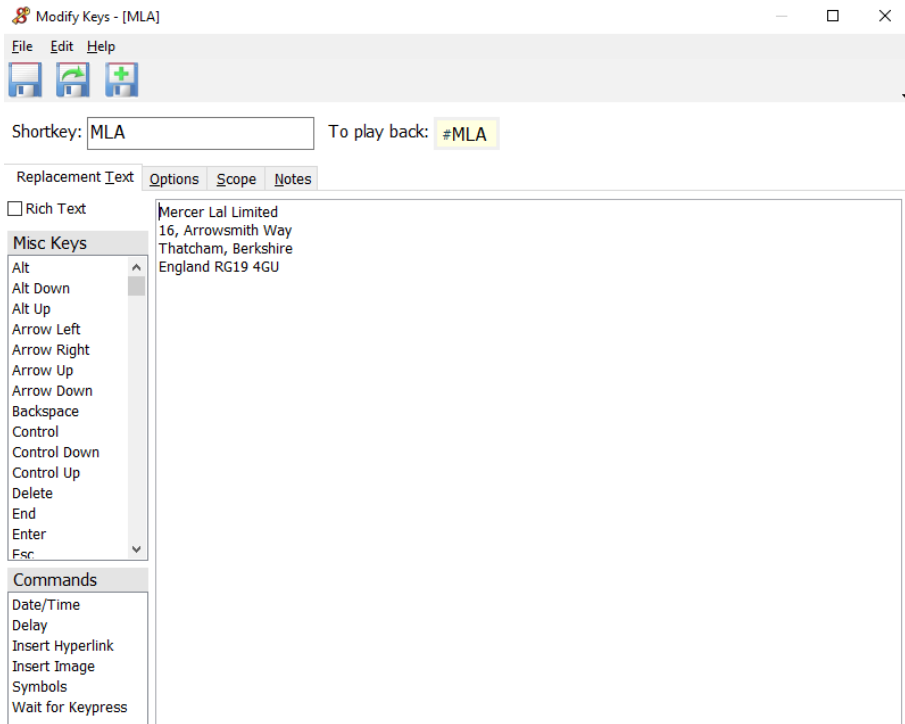 Modify Keys - [MLA]
File Edit Help
Shortkey: MLA To play back: #MLA
Replacement Text Options Scope Notes
Rich Text
Mercer Lal Limited
16, Arrowsmith Way
Thatcham, Berkshire
England RG19 4GU
Misc Keys
Alt
Alt Down
Alt Up
Arrow Left
Arrow Right
Arrow Up
Arrow Down
Backspace
Control
Control Down
Control Up
Delete
End
Enter
Esc
Commands
Date/Time
Delay
Insert Hyperlink
Insert Image
Symbols
Wait for Keypress